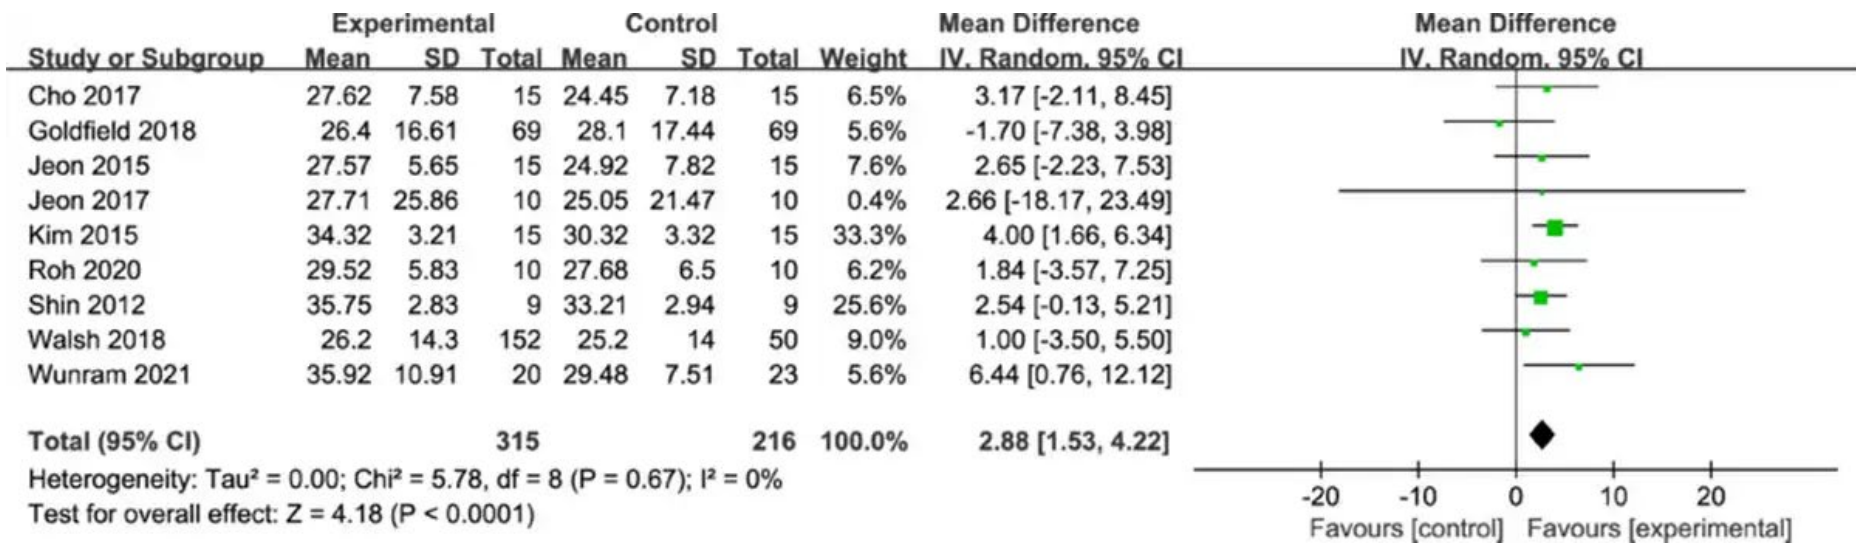 Experimental Control Mean Difference Mean Difference
Study or Subgroup Mean SD Total Mean SD Total Weight IV, Random, 95% CI IV, Random, 95% CI
Cho 2017 27.62 7.58 15 24.45 7.18 15 6.5% 3.17 [-2.11, 8.45]
Goldfield 2018 26.4 16.61 69 28.1 17.44 69 5.6% -1.70 [-7.38, 3.98]
Jeon 2015 27.57 5.65 15 24.92 7.82 15 7.6% 2.65 [-2.23, 7.53]
Jeon 2017 27.71 25.86 10 25.05 21.47 10 0.4% 2.66 [-18.17, 23.49]
Kim 2015 34.32 3.21 15 30.32 3.32 15 33.3% 4.00 [1.66, 6.34]
Roh 2020 29.52 5.83 10 27.68 6.5 10 6.2% 1.84 [-3.57, 7.25]
Shin 2012 35.75 2.83 9 33.21 2.94 9 25.6% 2.54 [-0.13, 5.21]
Walsh 2018 26.2 14.3 152 25.2 14 50 9.0% 1.00 [-3.50, 5.50]
Wunram 2021 35.92 10.91 20 29.48 7.51 23 5.6% 6.44 [0.76, 12.12]
Total (95% CI) 315 216 100.0% 2.88 [1.53, 4.22]
Heterogeneity: Tau² = 0.00; Chi² = 5.78, df = 8 (P = 0.67); I² = 0%
Test for overall effect: Z = 4.18 (P < 0.0001)
-20 -10 0 10 20
Favours [control] Favours [experimental]